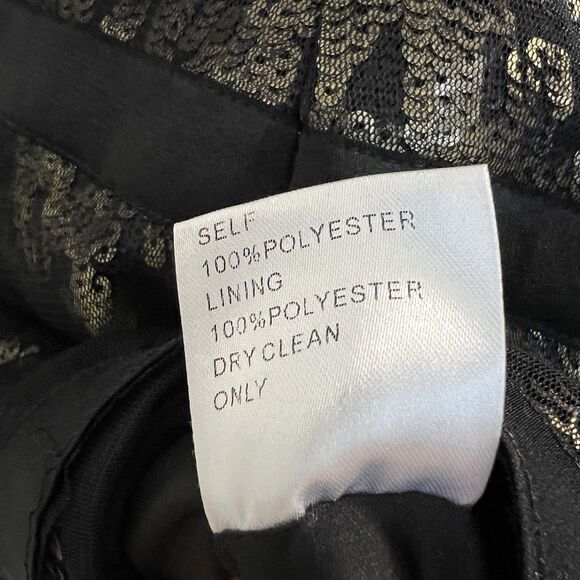 SELF
100%POLYESTER
LINING
100%POLYESTER
DRY CLEAN
ONLY